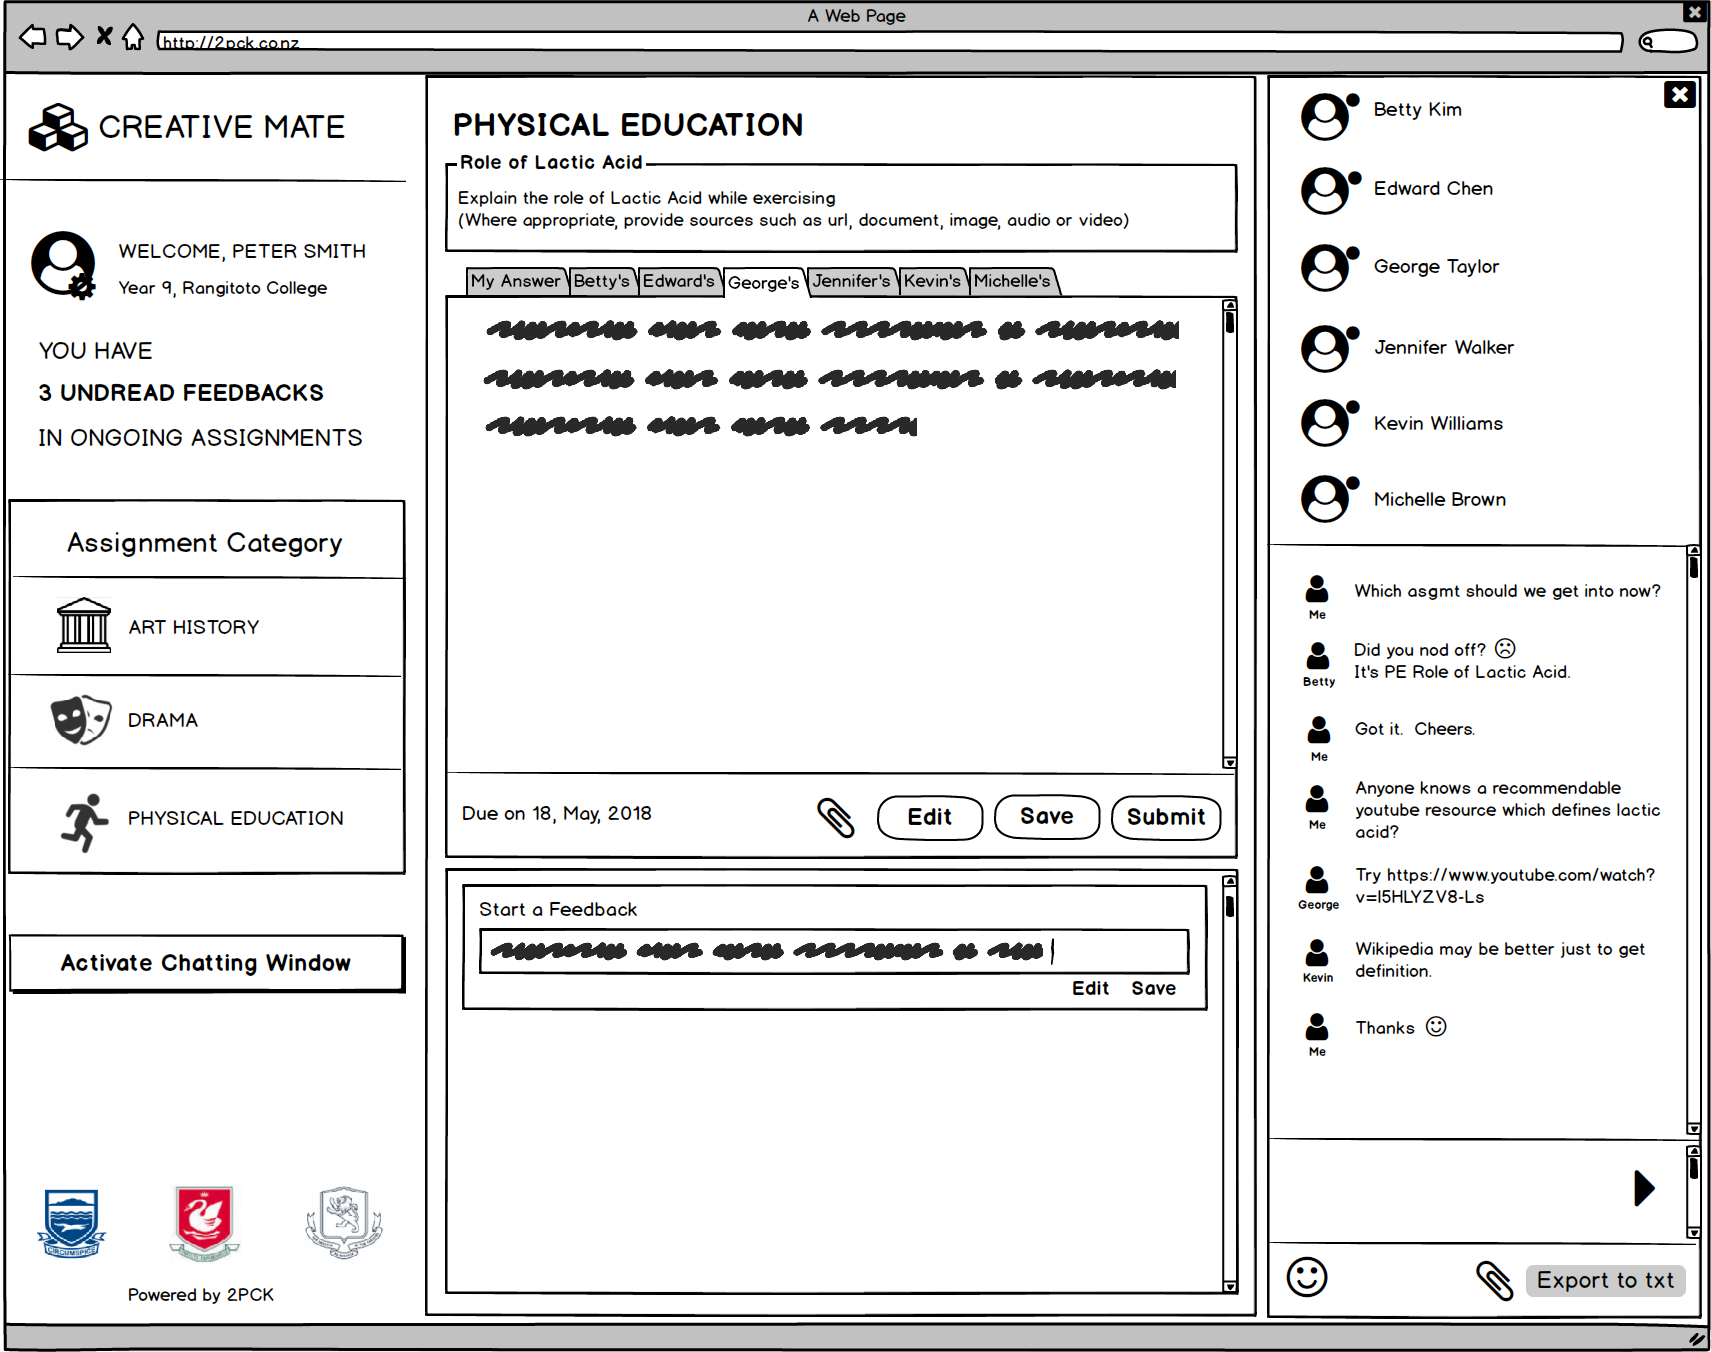 A Web Page
http://2pck.co.nz
CREATIVE MATE
WELCOME, PETER SMITH
Year 9, Rangitoto College
YOU HAVE
3 UNDREAD FEEDBACKS
IN ONGOING ASSIGNMENTS
Assignment Category
ART HISTORY
DRAMA
PHYSICAL EDUCATION
Activate Chatting Window
CIRCUMSPICE
Powered by 2PCK
PHYSICAL EDUCATION
Role of Lactic Acid
Explain the role of Lactic Acid while exercising
(Where appropriate, provide sources such as url, document, image, audio or video)
My Answer Betty's Edward's George's Jennifer's Kevin's Michelle's
Due on 18, May, 2018
Edit Save Submit
Start a Feedback
Edit Save
Betty Kim
Edward Chen
George Taylor
Jennifer Walker
Kevin Williams
Michelle Brown
Me
Which asgmt should we get into now?
Betty
Did you nod off?
It's PE Role of Lactic Acid.
Me
Got it. Cheers.
Me
Anyone knows a recommendable
youtube resource which defines lactic
acid?
George
Try https://www.youtube.com/watch?
v=I5HLYZV8-Ls
Kevin
Wikipedia may be better just to get
definition.
Me
Thanks
Export to txt